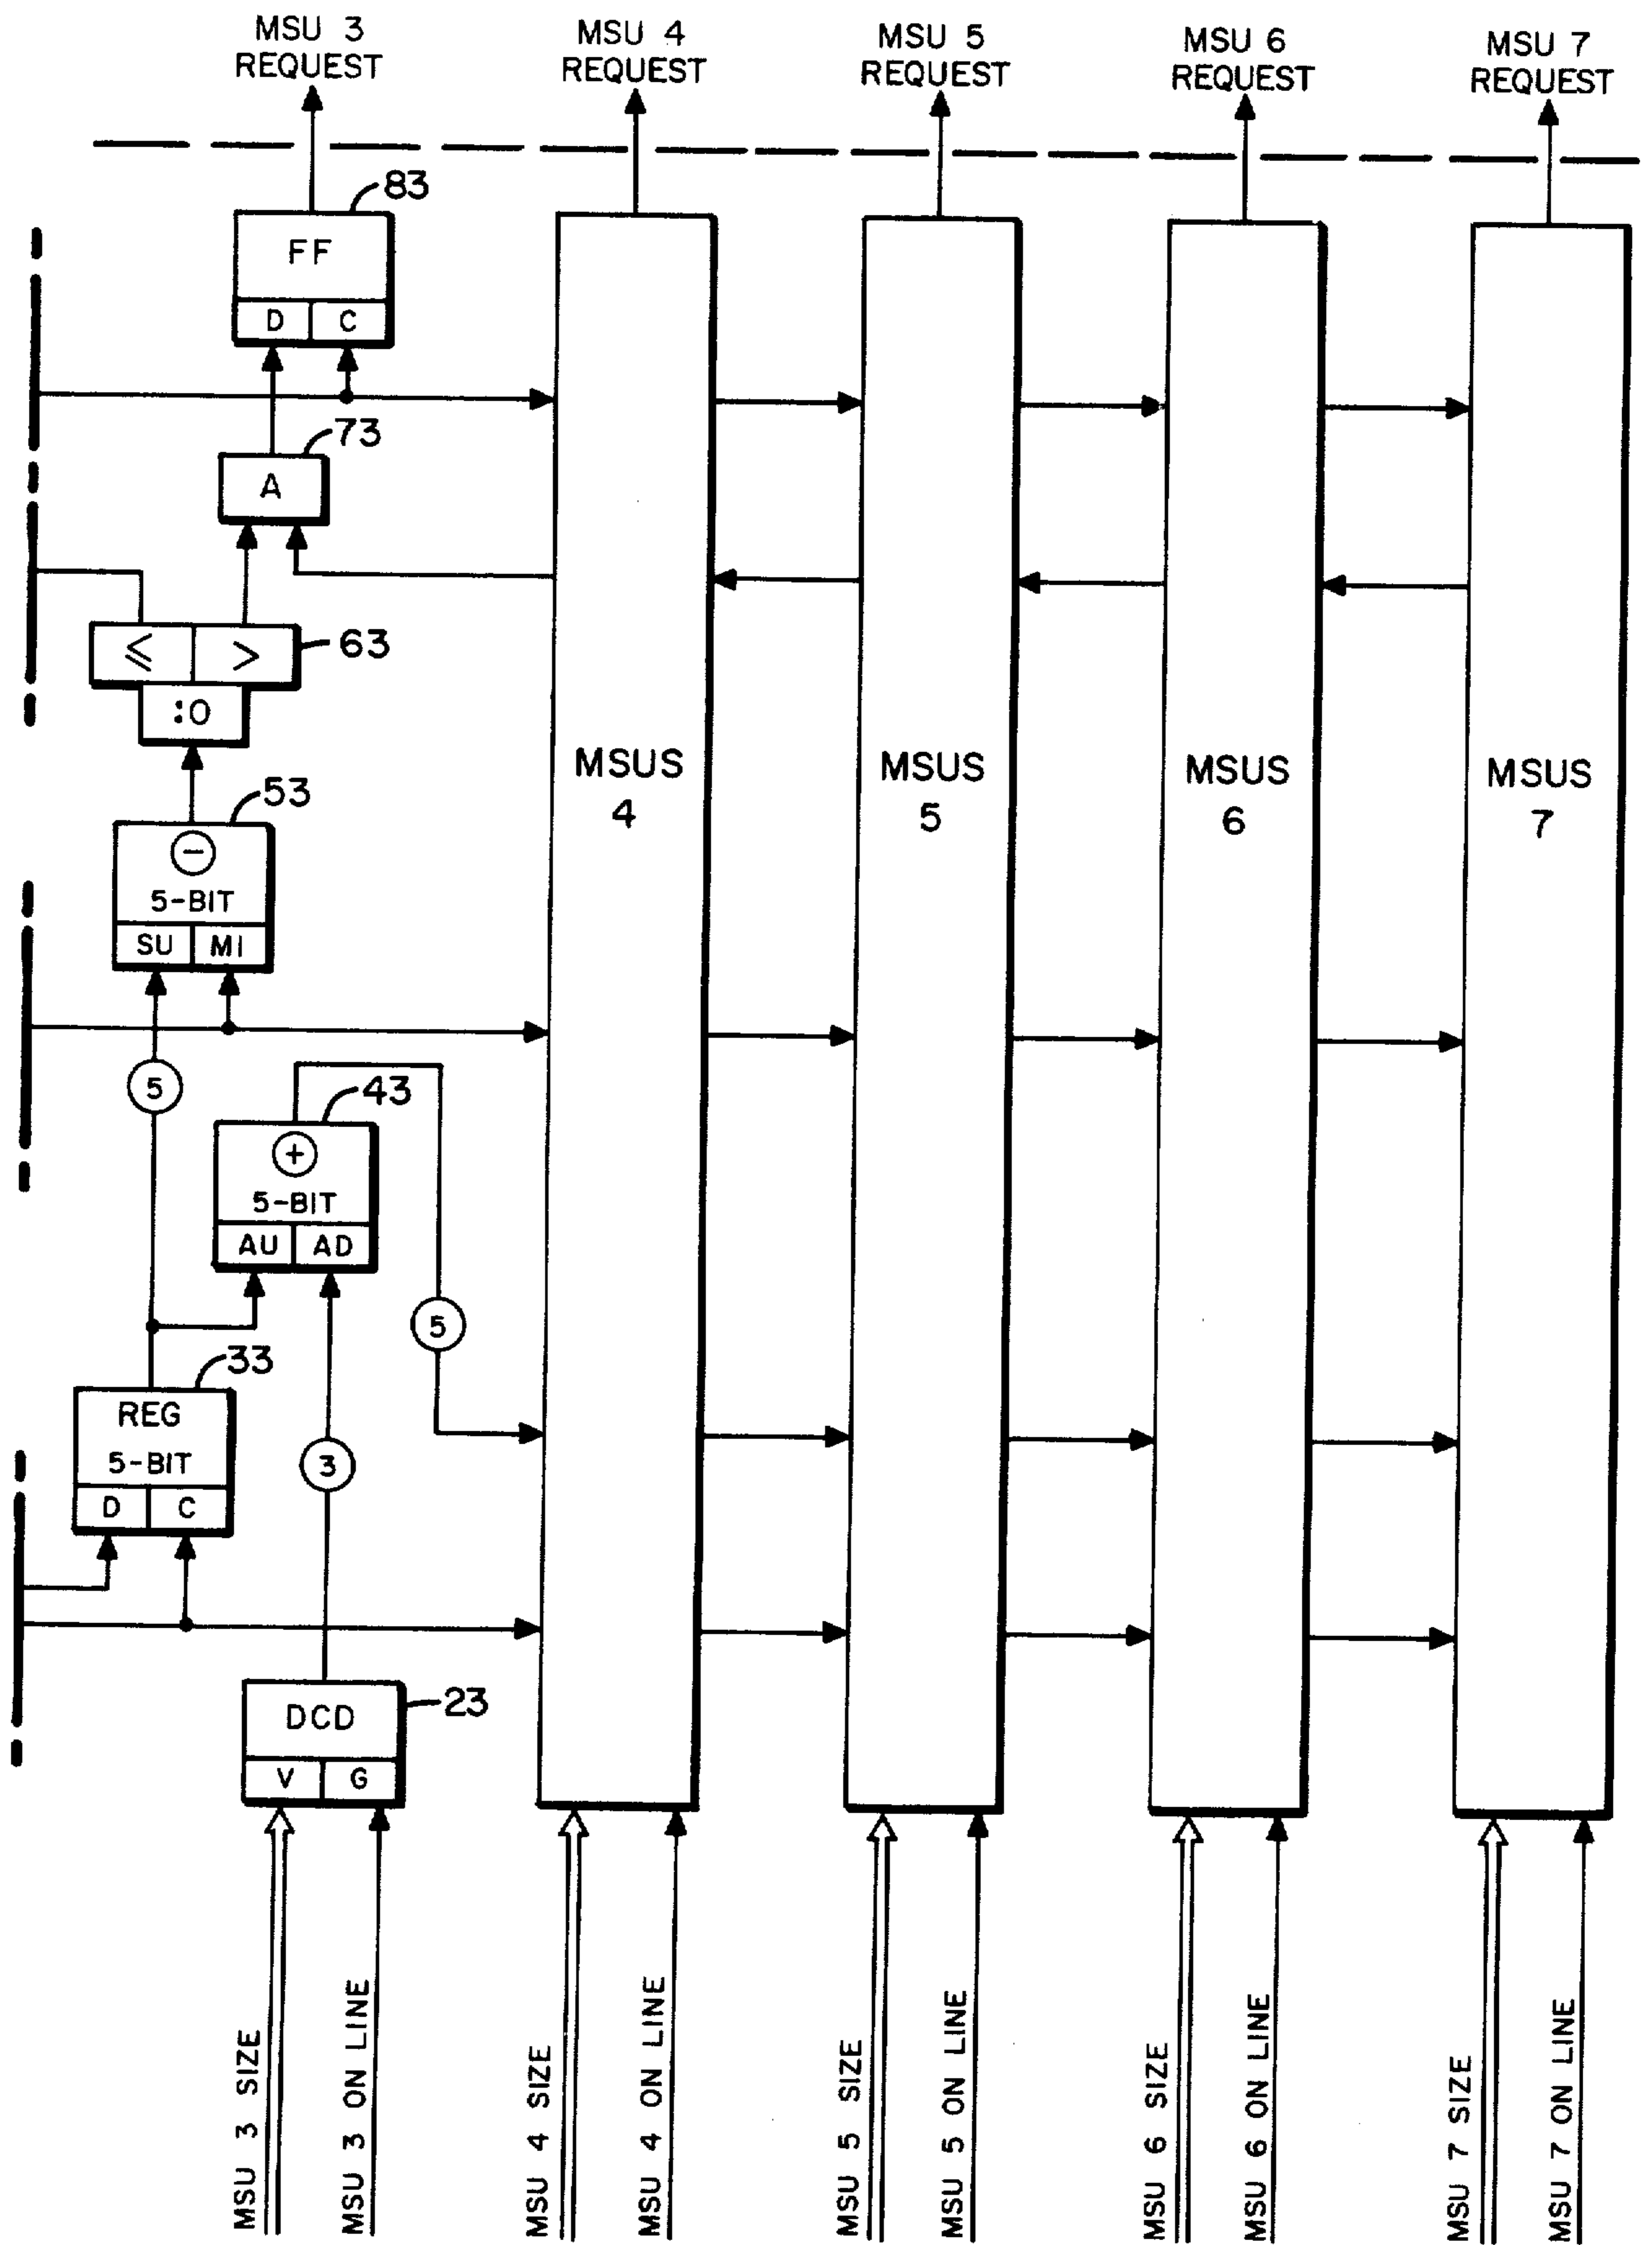 MSU 3
REQUEST
MSU 4
REQUEST
MSU 5
REQUEST
MSU 6
REQUEST
MSU 7
REQUEST
83
FF
D C
73
A
≤ >
63
:0
53
−
5-BIT
SU MI
5
43
+
5-BIT
AU AD
5
33
REG
5-BIT
D C
3
23
DCD
V G
MSUS
4
MSUS
5
MSUS
6
MSUS
7
MSU 3 SIZE
MSU 3 ON LINE
MSU 4 SIZE
MSU 4 ON LINE
MSU 5 SIZE
MSU 5 ON LINE
MSU 6 SIZE
MSU 6 ON LINE
MSU 7 SIZE
MSU 7 ON LINE